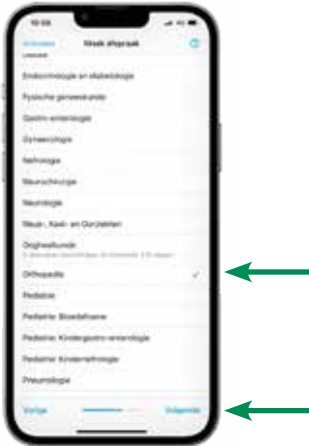 Maak afspraak
Endocrinologie en diabetologie
Fysische geneeskunde
Gastro-enterologie
Gynaecologie
Nefrologie
Neurochirurgie
Neurologie
Neus-, Keel- en Oorziekten
Oogheelkunde
Orthopedie
Pediatrie
Pediatrie: Bloedafname
Pediatrie: Kindergastro-enterologie
Pediatrie: Kindernefrologie
Pneumologie
Vorige
Volgende